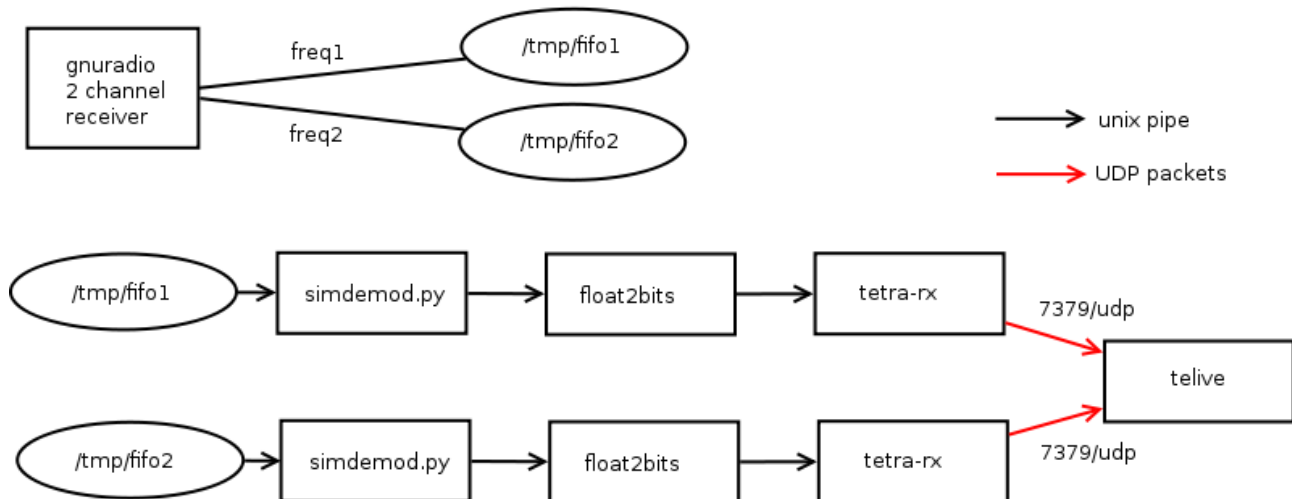 gnuradio
2 channel
receiver
freq1
/tmp/fifo1
freq2
/tmp/fifo2
unix pipe
UDP packets
/tmp/fifo1
simdemod.py
float2bits
tetra-rx
7379/udp
telive
/tmp/fifo2
simdemod.py
float2bits
tetra-rx
7379/udp